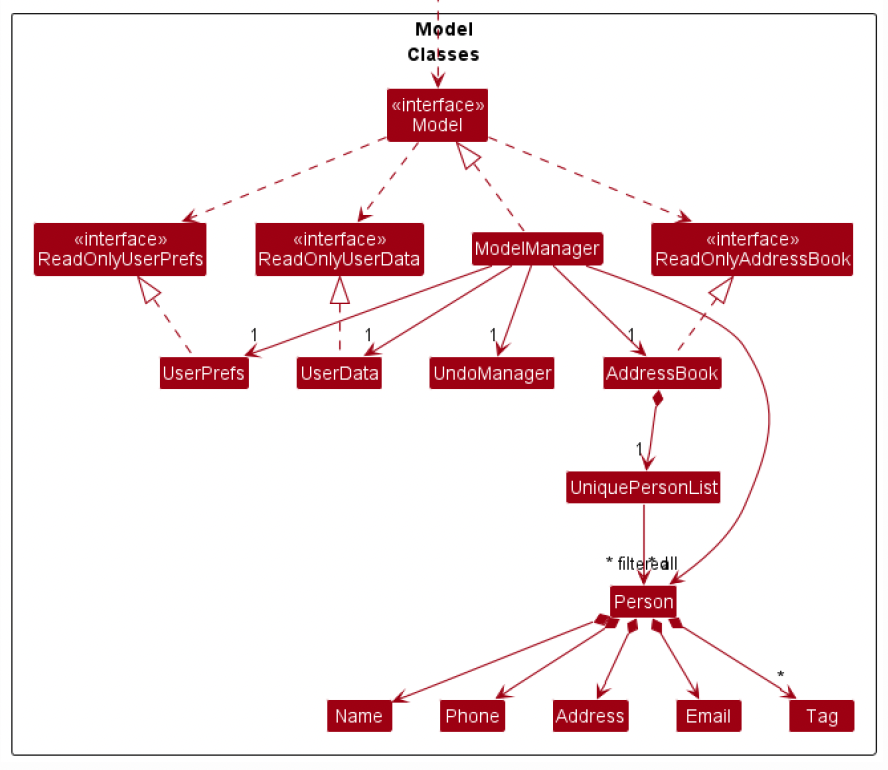 Model
Classes
«interface»
Model
«interface»
ReadOnlyUserPrefs
«interface»
ReadOnlyUserData
ModelManager
«interface»
ReadOnlyAddressBook
1
1
1
1
UserPrefs
UserData
UndoManager
AddressBook
1
UniquePersonList
* filtered
* all
Person
*
Name
Phone
Address
Email
Tag